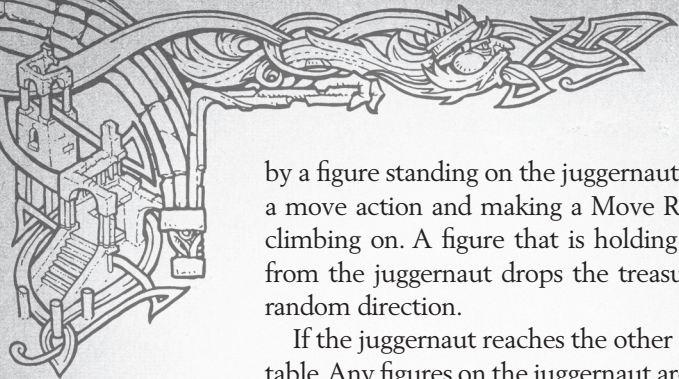 by a figure standing on the juggernaut
a move action and making a Move R
climbing on. A figure that is holding
from the juggernaut drops the treasu
random direction.
If the juggernaut reaches the other
table. Any figures on the juggernaut are